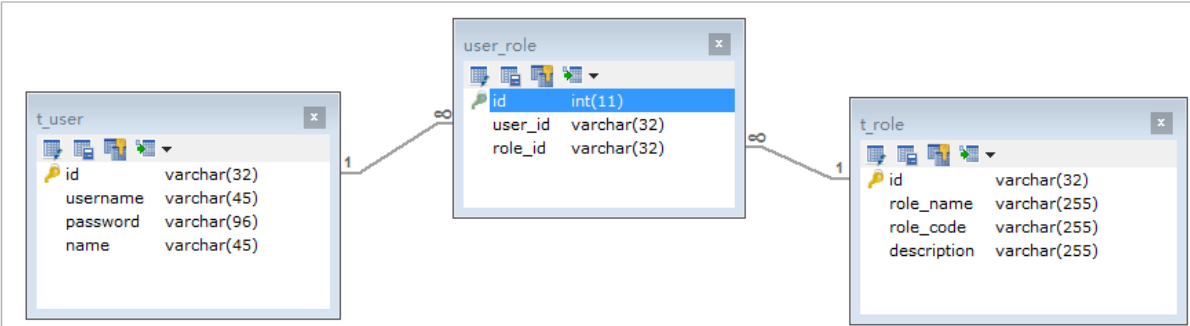 user_role
x
id int(11)
user_id varchar(32)
role_id varchar(32)
∞
∞
t_user
x
id varchar(32)
username varchar(45)
password varchar(96)
name varchar(45)
1
t_role
x
id varchar(32)
role_name varchar(255)
role_code varchar(255)
description varchar(255)
1